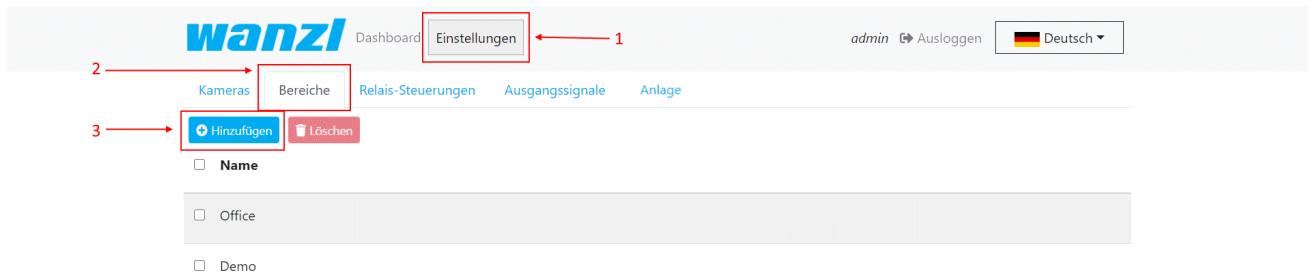 wanzl Dashboard Einstellungen 1 admin Ausloggen Deutsch
2
Kameras Bereiche Relais-Steuerungen Ausgangssignale Anlage
3 Hinzufügen Löschen
Name
Office
Demo